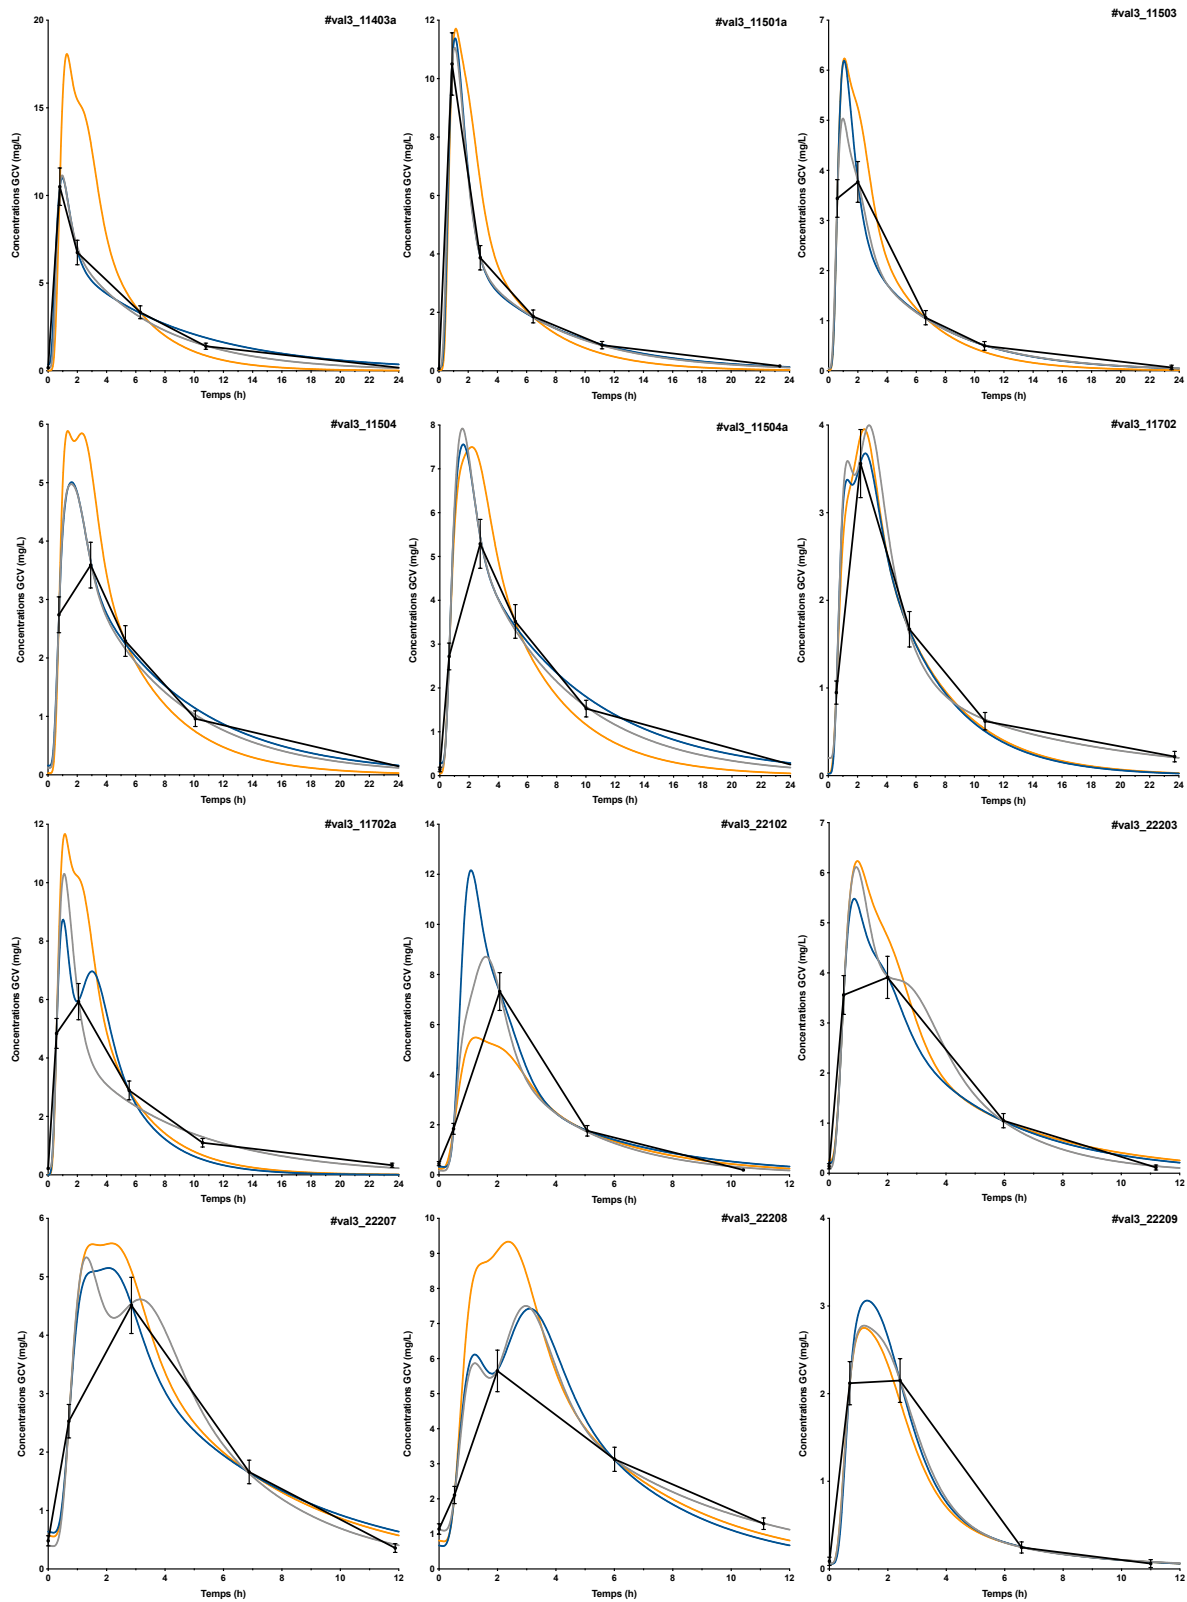 #val3_11403a
Concentrations GCV (mg/L)
20
15
10
5
0
0 2 4 6 8 10 12 14 16 18 20 22 24
Temps (h)
#val3_11501a
Concentrations GCV (mg/L)
12
10
8
6
4
2
0
0 2 4 6 8 10 12 14 16 18 20 22 24
Temps (h)
#val3_11503
Concentrations GCV (mg/L)
7
6
5
4
3
2
1
0
0 2 4 6 8 10 12 14 16 18 20 22 24
Temps (h)
#val3_11504
Concentrations GCV (mg/L)
6
5
4
3
2
1
0
0 2 4 6 8 10 12 14 16 18 20 22 24
Temps (h)
#val3_11504a
Concentrations GCV (mg/L)
8
7
6
5
4
3
2
1
0
0 2 4 6 8 10 12 14 16 18 20 22 24
Temps (h)
#val3_11702
Concentrations GCV (mg/L)
4
3
2
1
0
0 2 4 6 8 10 12 14 16 18 20 22 24
Temps (h)
#val3_11702a
Concentrations GCV (mg/L)
12
10
8
6
4
2
0
0 2 4 6 8 10 12 14 16 18 20 22 24
Temps (h)
#val3_22102
Concentrations GCV (mg/L)
14
12
10
8
6
4
2
0
0 2 4 6 8 10 12
Temps (h)
#val3_22203
Concentrations GCV (mg/L)
7
6
5
4
3
2
1
0
0 2 4 6 8 10 12
Temps (h)
#val3_22207
Concentrations GCV (mg/L)
6
5
4
3
2
1
0
0 2 4 6 8 10 12
Temps (h)
#val3_22208
Concentrations GCV (mg/L)
10
9
8
7
6
5
4
3
2
1
0
0 2 4 6 8 10 12
Temps (h)
#val3_22209
Concentrations GCV (mg/L)
4
3
2
1
0
0 2 4 6 8 10 12
Temps (h)